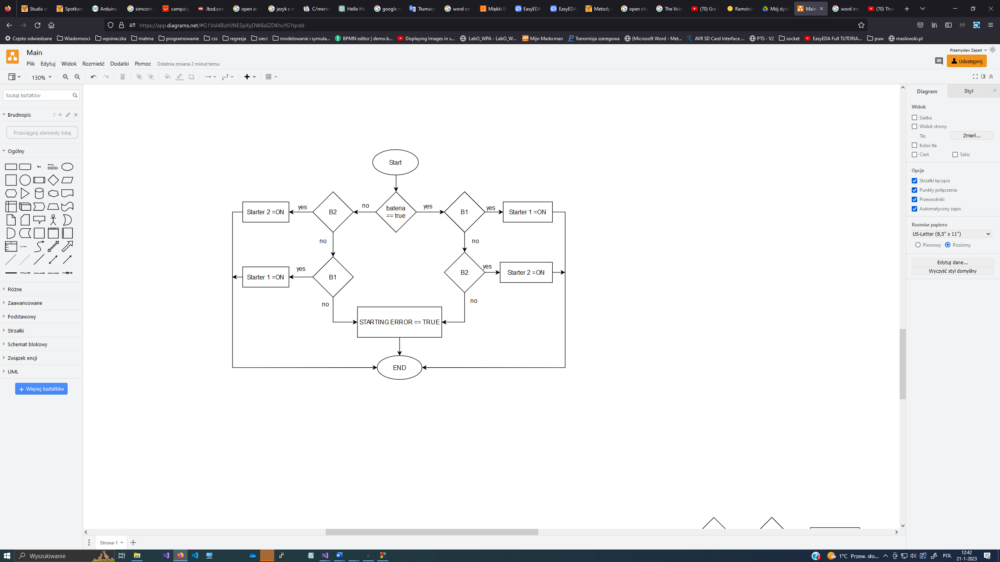 Studia on
Spotkani
Arduino
simcom
campaig
Jbzd.com
open ai -
jezyk c m
C/memo
Hello He
google m
Tłumacz
word co
Miękki Er
EasyEDA
EasyEDA
Metody
open cha
The Voice
(70) Gra
Ramstein
Mój dysk
Main
word imp
(70) Thor
https://app.diagrams.net/#G1Vsl4BizHJNE5pXyDW8diZDKhxYGYqrdd
Często odwiedzane
Wiadomosci
wpsinaczka
matma
programowanie
css
regresja
sieci
modelowanie i symula...
BPMN editor | demo.b...
Displaying Images in s...
LabO_WPA - LabO_W...
Mijn Markxman
Transmisja szeregowa
(Microsoft Word - Met...
AVR SD Card Interface ...
PTS - V2
socket
EasyEDA Full TUTORIA...
puw
maslowski.pl
Main
Przemyslaw Zapart
Plik Edytuj Widok Rozmieść Dodatki Pomoc Ostatnia zmiana 2 minut temu
Udostępnij
130%
Szukaj kształtów
Brudnopis
Przeciągnij elementy tutaj
Ogólny
Text
Heading
List Item
Różne
Zaawansowane
Podstawowy
Strzałki
Schemat blokowy
Związek encji
UML
+ Więcej kształtów
Start
bateria
== true
no
yes
B2
yes
Starter 2 =ON
B1
yes
Starter 1 =ON
no
no
B1
yes
Starter 1 =ON
B2
yes
Starter 2 =ON
no
no
STARTING ERROR == TRUE
END
Diagram
Styl
Widok
Siatka
Widok strony
Tło
Zmień...
Kolor tła
Cień
Szkic
Opcje
Strzałki łączące
Punkty połączenia
Przewodniki
Automatyczny zapis
Rozmiar papieru
US-Letter (8,5" x 11")
Pionowy
Poziomy
Edytuj dane...
Wyczyść styl domyślny
Strona-1
Wyszukiwanie
1°C Przew. sło...
POL
12:42
21-1-2023